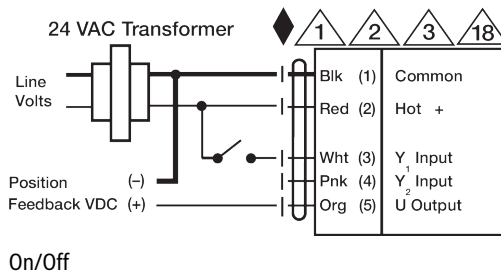 24 VAC Transformer
1 2 3 18
Line
Volts
Blk (1) Common
Red (2) Hot +
Wht (3) Y1 Input
Pnk (4) Y2 Input
Org (5) U Output
Position (–)
Feedback VDC (+)
On/Off